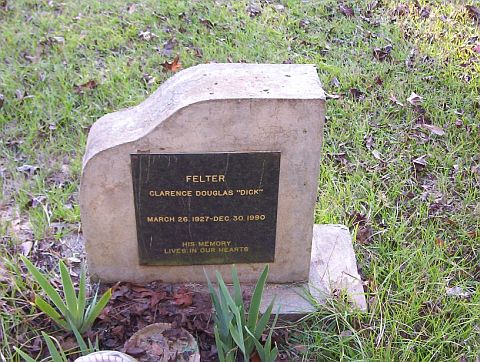 FELTER
CLARENCE DOUGLAS "DICK"
MARCH 26, 1927-DEC. 30, 1990
HIS MEMORY
LIVES IN OUR HEARTS